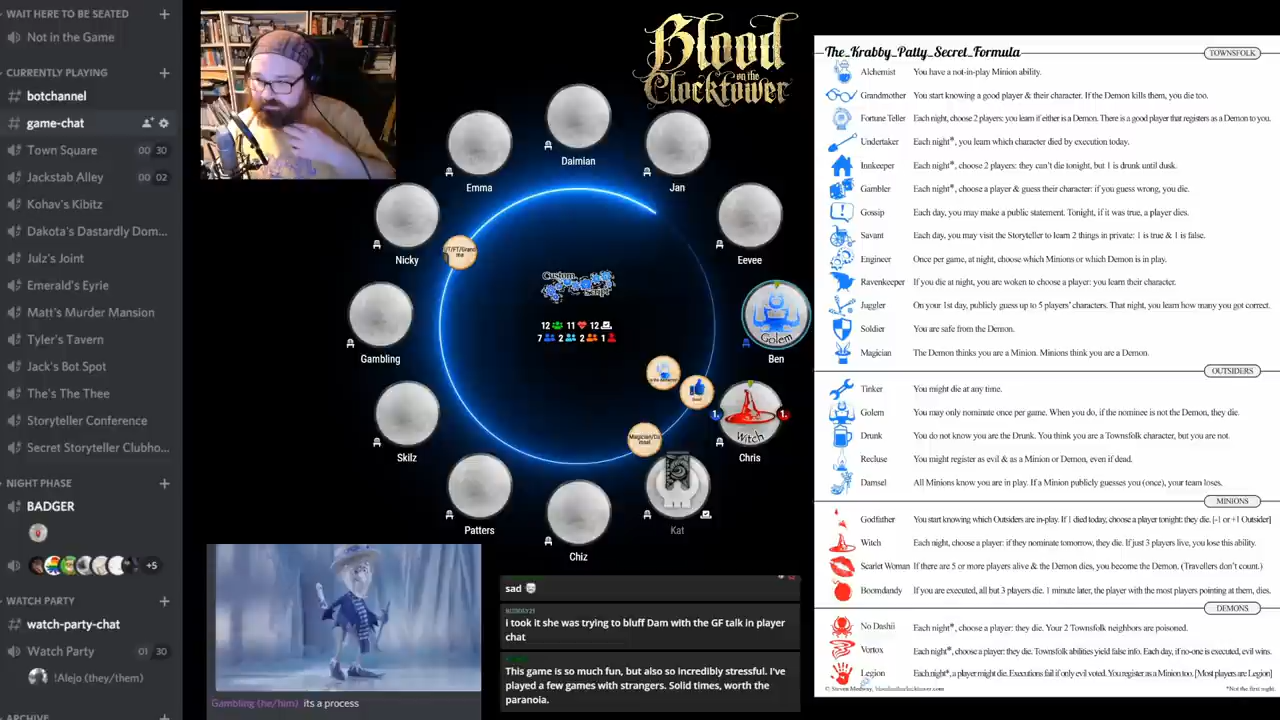 WAIT HERE TO BE SEATED
Not in the Game
CURRENTLY PLAYING
botchannel
game-chat
Town Square
00 30
Jackstab Alley
00 02
Kohav's Kibitz
Dakota's Dastardly Dom...
Luiz's Joint
Emerald's Eyrie
Matt's Murder Mansion
Tyler's Tavern
Jack's Bot Spot
The's The Thee
Storyteller Conference
Senor Storyteller Clubho...
NIGHT PHASE
BADGER
+5
WATCH PARTY
watch-party-chat
Watch Party
01 30
!Alejo (they/them)
ARCHIVE
Blood
on the
Clocktower
Daimian
Emma
Jan
Nicky
Eevee
Gambling
Golem
Ben
Skilz
Witch
Chris
Patters
Kat
Chiz
Custom
Script
12 11 12
7 2 2 1
Good
1.
1.
sad
I took it she was trying to bluff Dam with the GF talk in player
chat
This game is so much fun, but also so incredibly stressful. I've
played a few games with strangers. Solid times, worth the
paranoia.
Gambling (he/him) its a process
The_Krabby_Patty_Secret_Formula
TOWNSFOLK
Alchemist You have a not-in-play Minion ability.
Grandmother You start knowing a good player & their character. If the Demon kills them, you die too.
Fortune Teller Each night, choose 2 players: you learn if either is a Demon. There is a good player that registers as a Demon to you.
Undertaker Each night*, you learn which character died by execution today.
Innkeeper Each night*, choose 2 players: they can't die tonight, but 1 is drunk until dusk.
Gambler Each night*, choose a player & guess their character: if you guess wrong, you die.
Gossip Each day, you may make a public statement. Tonight, if it was true, a player dies.
Savant Each day, you may visit the Storyteller to learn 2 things in private: 1 is true & 1 is false.
Engineer Once per game, at night, choose which Minions or which Demon is in play.
Ravenkeeper If you die at night, you are woken to choose a player: you learn their character.
Juggler On your 1st day, publicly guess up to 5 players' characters. That night, you learn how many you got correct.
Soldier You are safe from the Demon.
Magician The Demon thinks you are a Minion. Minions think you are a Demon.
OUTSIDERS
Tinker You might die at any time.
Golem You may only nominate once per game. When you do, if the nominee is not the Demon, they die.
Drunk You do not know you are the Drunk. You think you are a Townsfolk character, but you are not.
Recluse You might register as evil & as a Minion or Demon, even if dead.
Damsel All Minions know you are in play. If a Minion publicly guesses you (once), your team loses.
MINIONS
Godfather You start knowing which Outsiders are in-play. If 1 died today, choose a player tonight: they die. [-1 or +1 Outsider]
Witch Each night, choose a player: if they nominate tomorrow, they die. If just 3 players live, you lose this ability.
Scarlet Woman If there are 5 or more players alive & the Demon dies, you become the Demon. (Travellers don't count.)
Boomdandy If you are executed, all but 3 players die. 1 minute later, the player with the most players pointing at them, dies.
DEMONS
No Dashii Each night*, choose a player: they die. Your 2 Townsfolk neighbors are poisoned.
Vortox Each night*, choose a player: they die. Townsfolk abilities yield false info. Each day, if no-one is executed, evil wins.
Legion Each night*, a player might die. Executions fail if only evil voted. You register as a Minion too. [Most players are Legion]
© Steven Medway, bloodontheclocktower.com
*Not the first night.